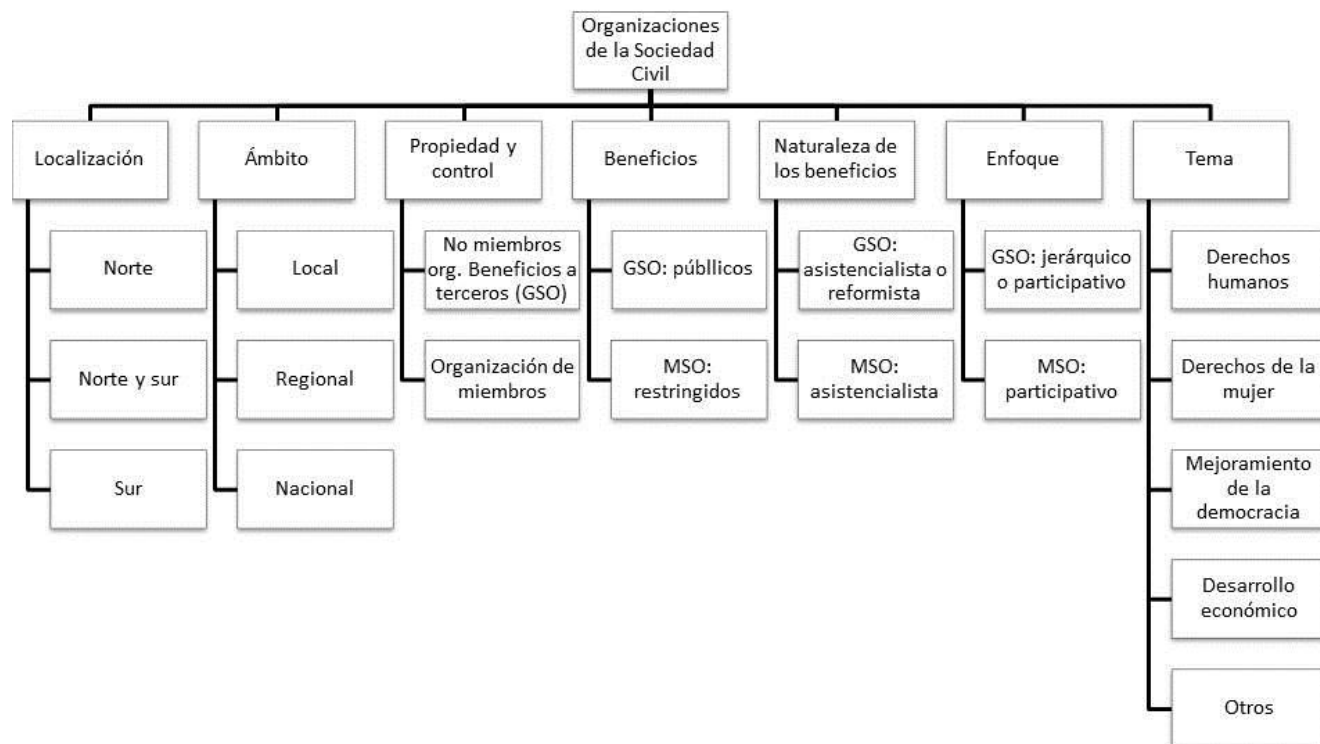 Organizaciones
de la Sociedad
Civil
Localización
Ámbito
Propiedad y
control
Beneficios
Naturaleza de
los beneficios
Enfoque
Tema
Norte
Norte y sur
Sur
Local
Regional
Nacional
No miembros
org. Beneficios a
terceros (GSO)
Organización de
miembros
GSO: públlicos
MSO:
restringidos
GSO:
asistencialista o
reformista
MSO:
asistencialista
GSO: jerárquico
o participativo
MSO:
participativo
Derechos
humanos
Derechos de la
mujer
Mejoramiento
de la
democracia
Desarrollo
económico
Otros